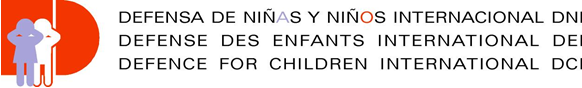 DEFENSA DE NIÑAS Y NIÑOS INTERNACIONAL DNI
DEFENSE DES ENFANTS INTERNATIONAL DEI
DEFENCE FOR CHILDREN INTERNATIONAL DCI